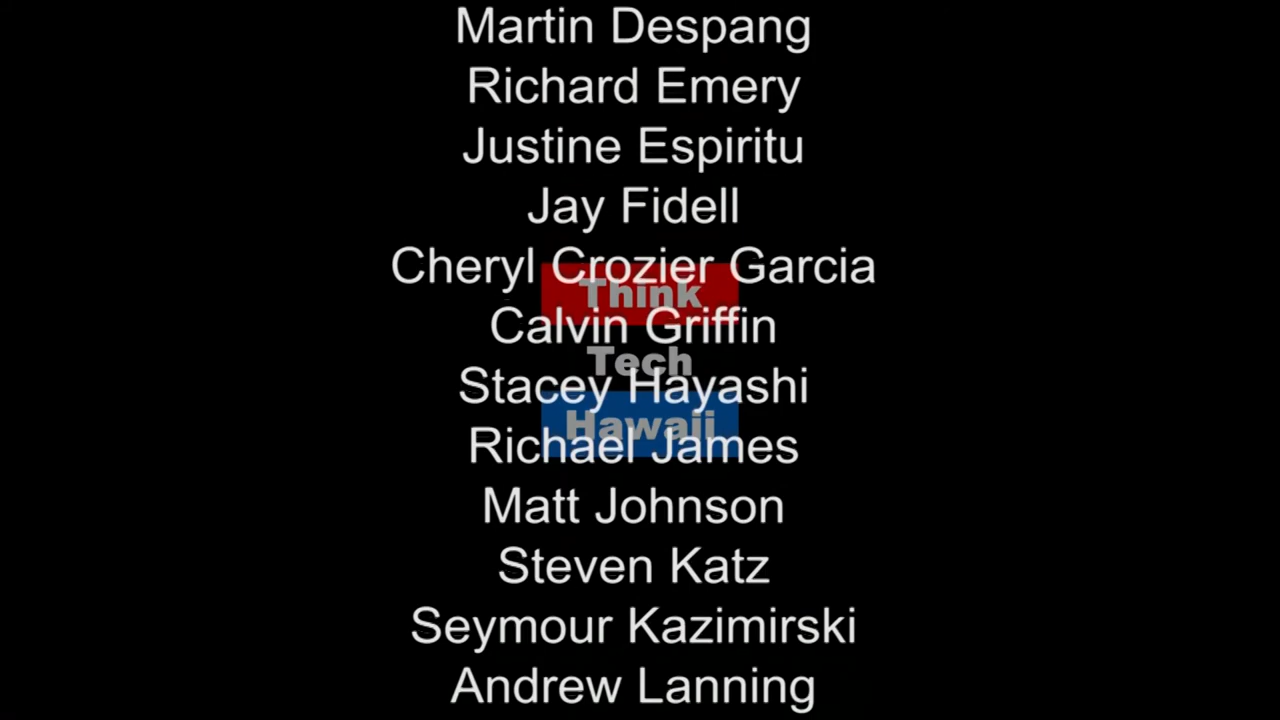 Martin Despang
Richard Emery
Justine Espiritu
Jay Fidell
Cheryl Crozier Garcia
Think
Calvin Griffin
Tech
Stacey Hayashi
Hawaii
Richael James
Matt Johnson
Steven Katz
Seymour Kazimirski
Andrew Lanning